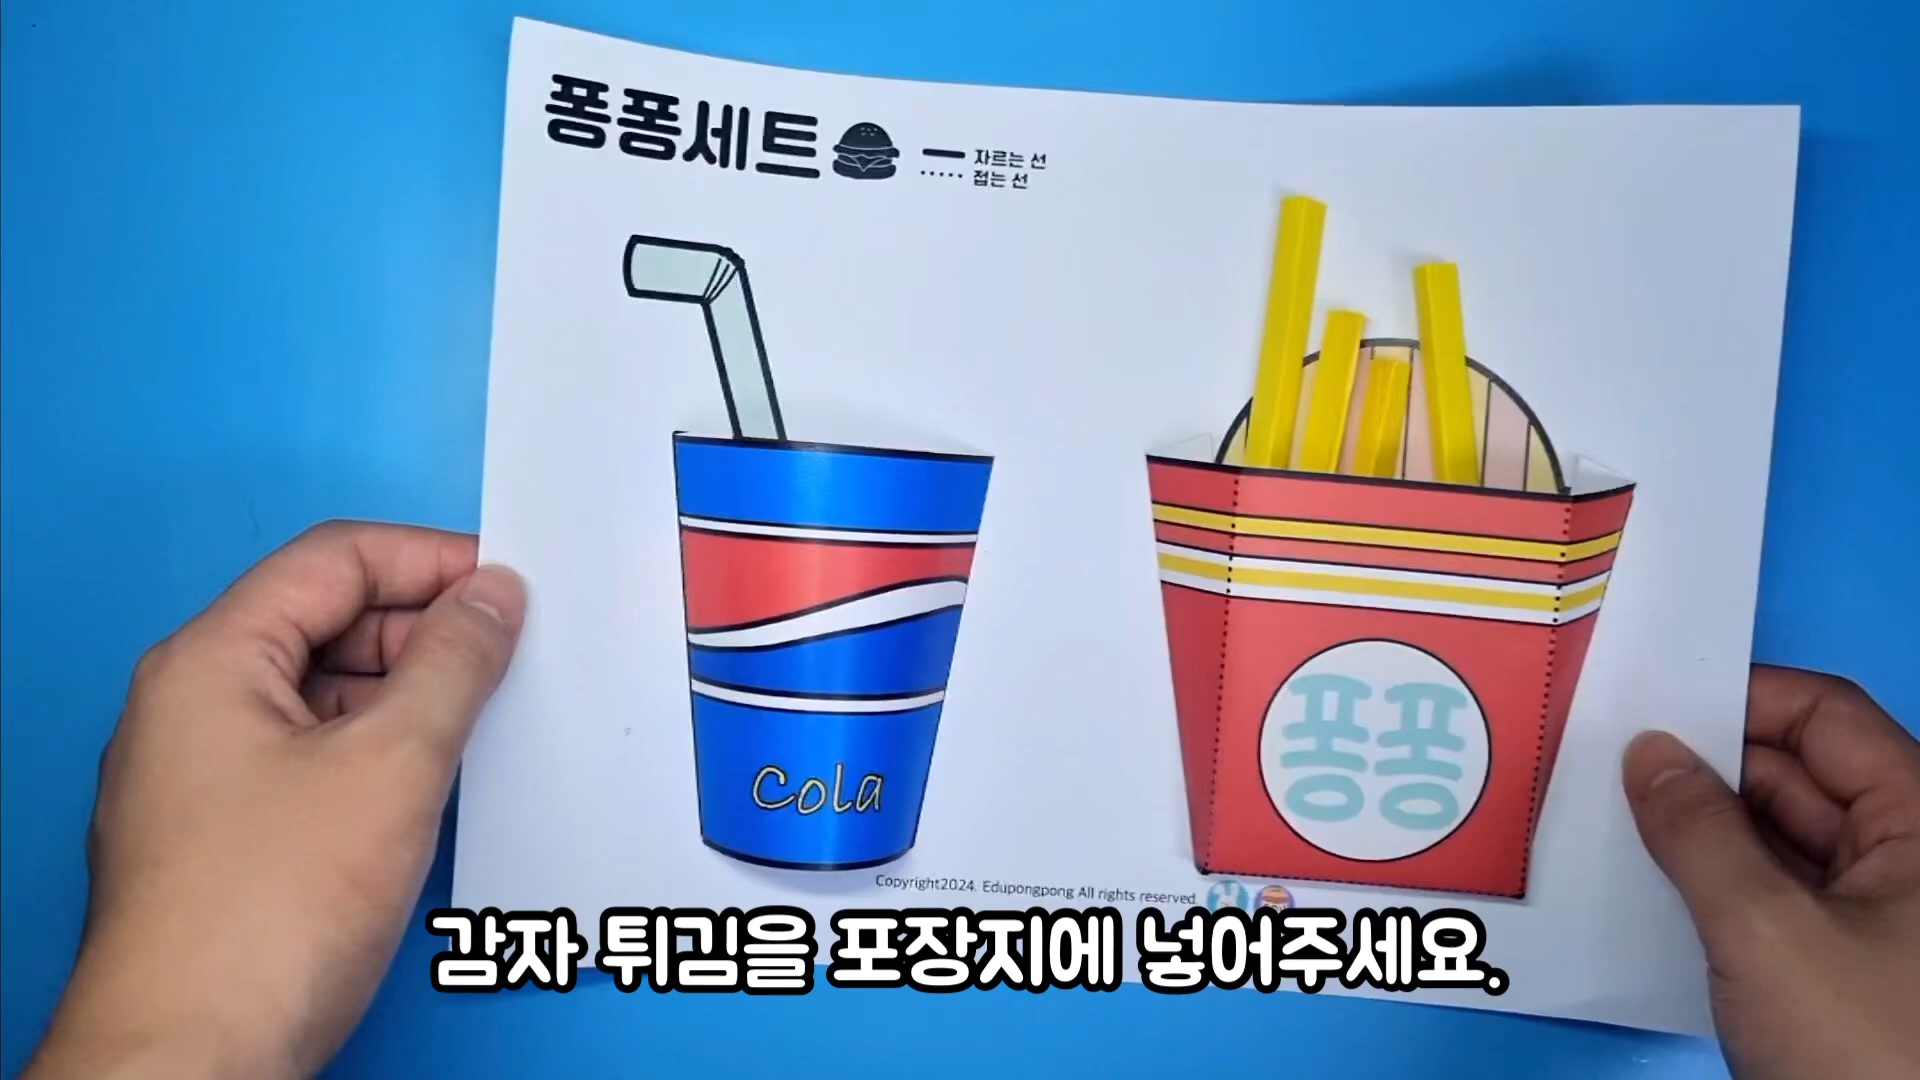 퐁퐁세트
자르는 선
접는 선
Cola
퐁퐁
Copyright2024. Edupongpong All rights reserved.
감자 튀김을 포장지에 넣어주세요.